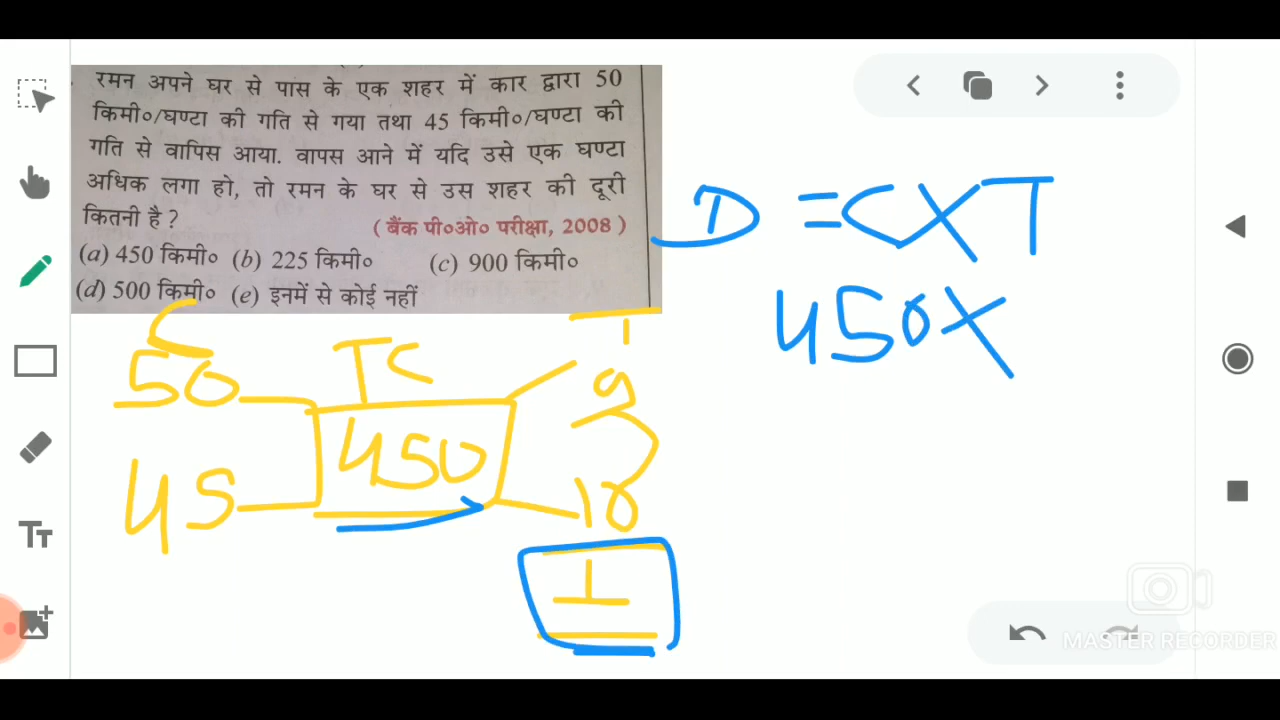 रमन अपने घर से पास के एक शहर में कार द्वारा 50
किमी०/घण्टा की गति से गया तथा 45 किमी०/घण्टा की
गति से वापिस आया. वापस आने में यदि उसे एक घण्टा
अधिक लगा हो, तो रमन के घर से उस शहर की दूरी
कितनी है ?
( बैंक पी०ओ० परीक्षा, 2008 )
(a) 450 किमी० (b) 225 किमी० (c) 900 किमी०
(d) 500 किमी० (e) इनमें से कोई नहीं
D = C X T
450 X
C
TC
T
50
450
9
45
10
1
Tт
MASTER RECORDER